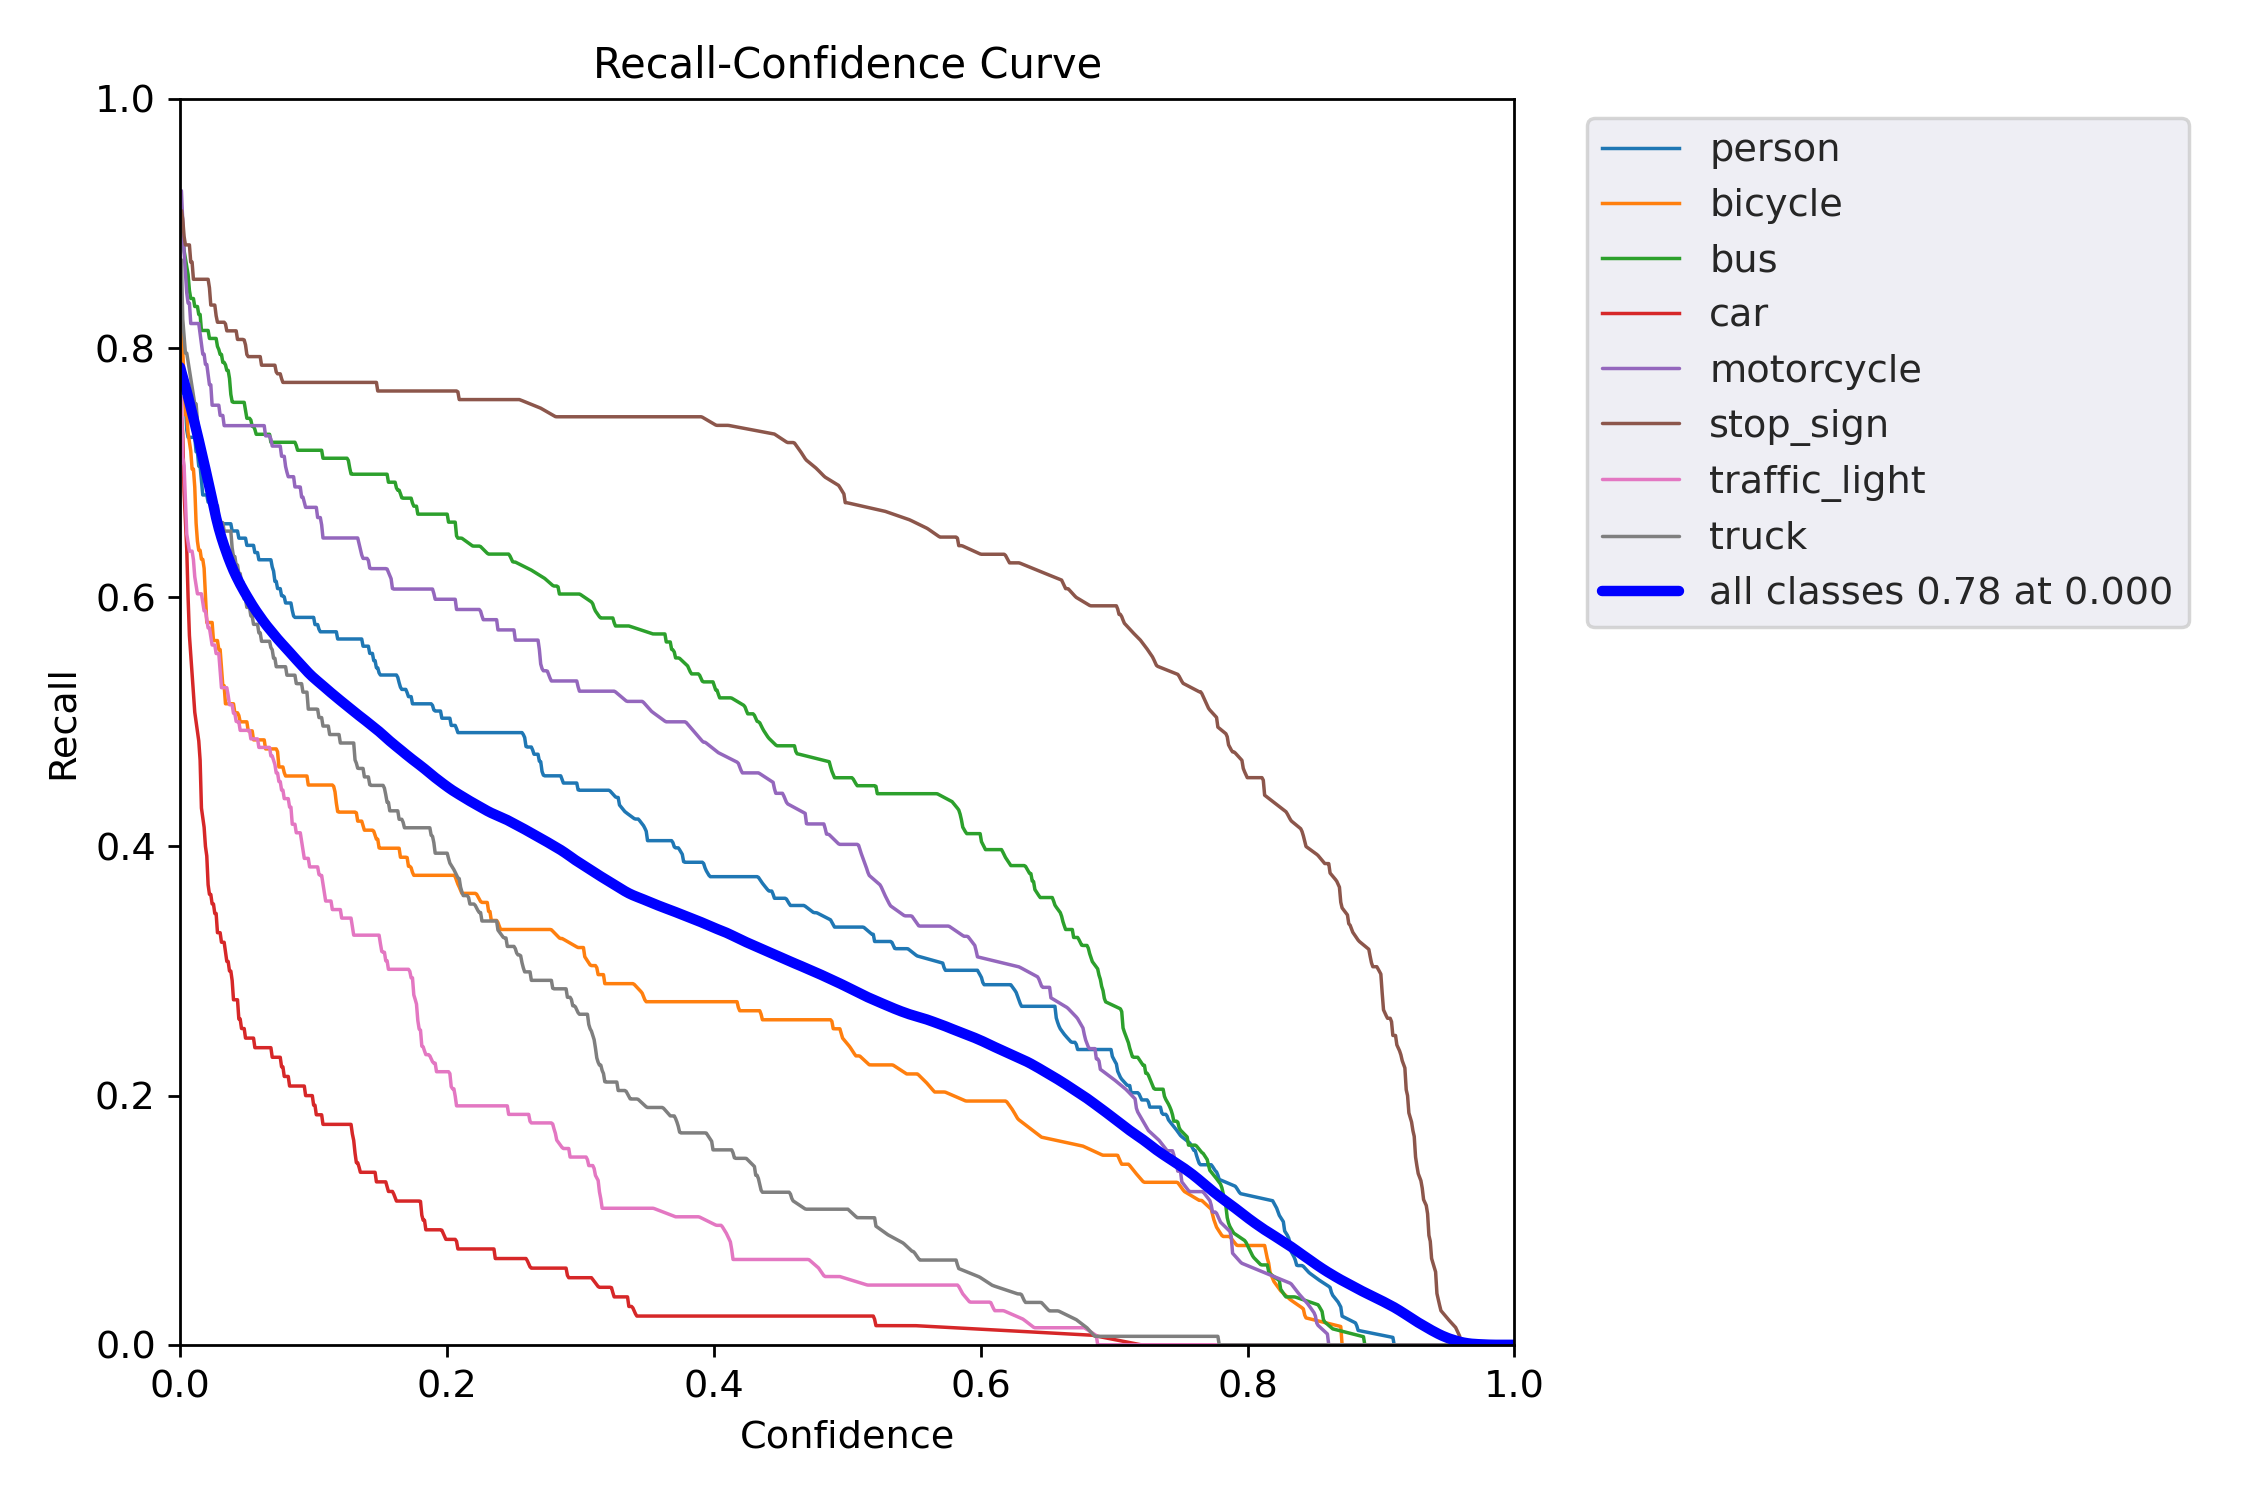 Recall-Confidence Curve
1.0
0.8
0.6
0.4
0.2
0.0
Recall
0.0 0.2 0.4 0.6 0.8 1.0
Confidence
person
bicycle
bus
car
motorcycle
stop_sign
traffic_light
truck
all classes 0.78 at 0.000